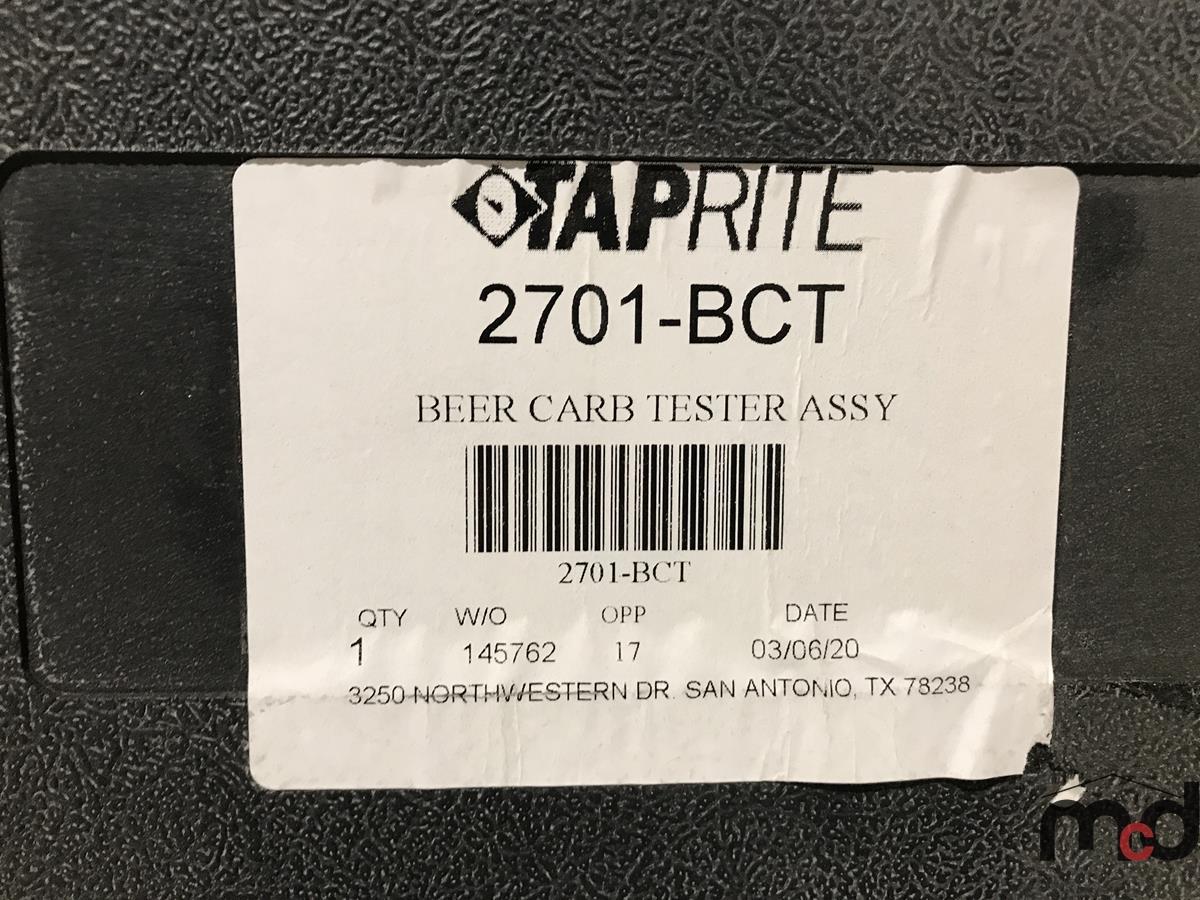 TAPRITE
2701-BCT
BEER CARB TESTER ASSY
2701-BCT
QTY W/O OPP DATE
1 145762 17 03/06/20
3250 NORTHWESTERN DR. SAN ANTONIO, TX 78238
mcd